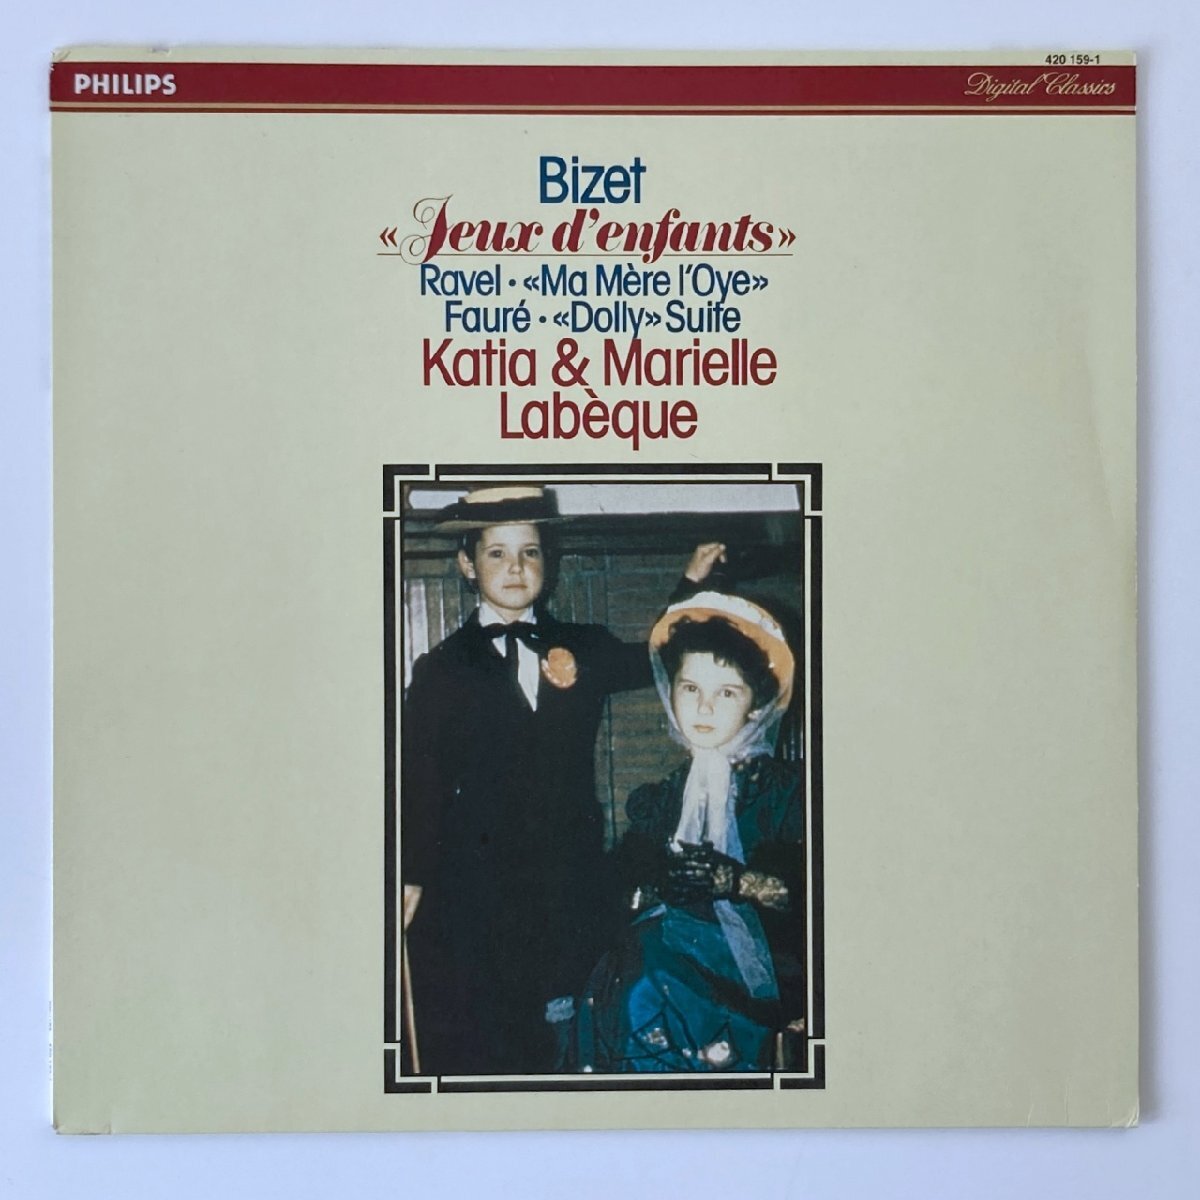 420 159-1
PHILIPS
Digital Classics
Bizet
«Jeux d'enfants»
Ravel · «Ma Mère l'Oye»
Fauré · «Dolly» Suite
Katia & Marielle
Labèque